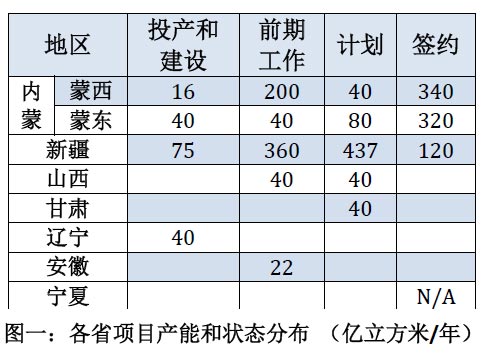 地区 投产和建设 前期工作 计划 签约
内蒙 蒙西 16 200 40 340
蒙东 40 40 80 320
新疆 75 360 437 120
山西 40 40
甘肃 40
辽宁 40
安徽 22
宁夏 N/A
图一：各省项目产能和状态分布 （亿立方米/年）